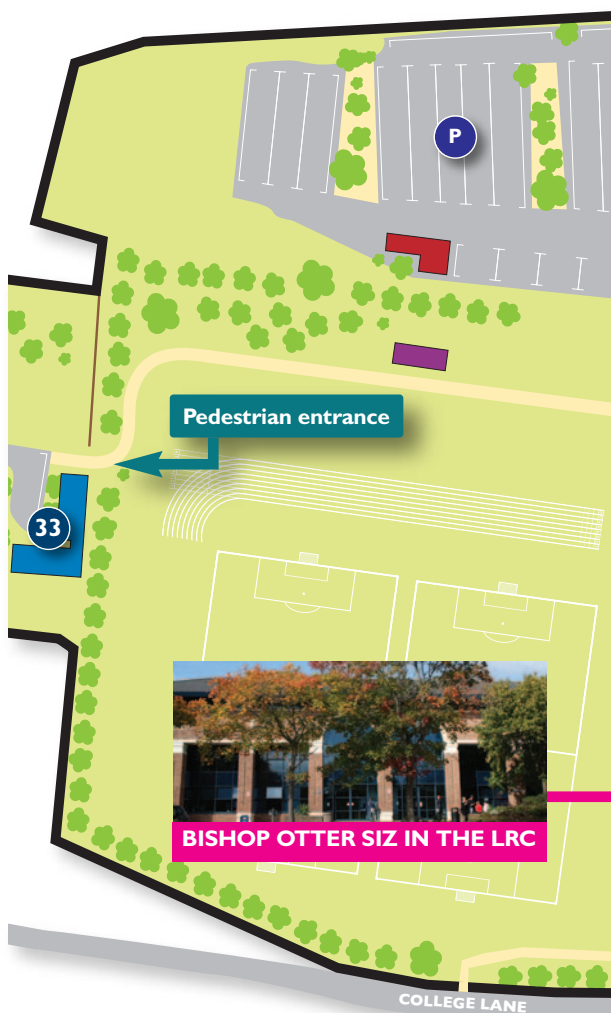 P
Pedestrian entrance
33
BISHOP OTTER SIZ IN THE LRC
COLLEGE LANE